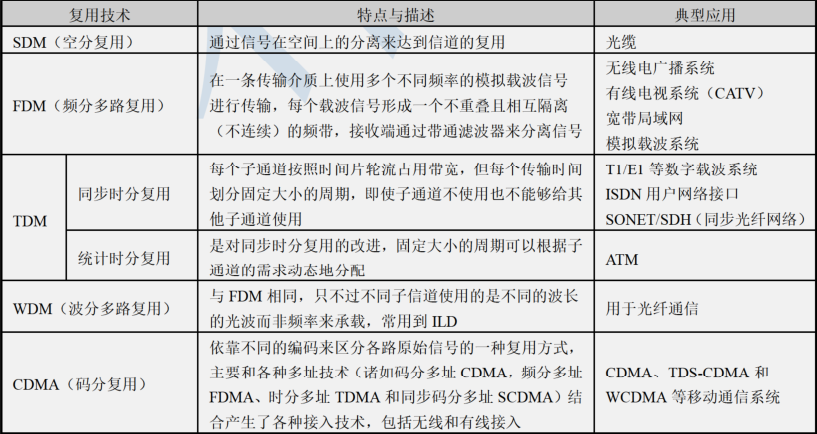 复用技术 特点与描述 典型应用
SDM（空分复用） 通过信号在空间上的分离来达到信道的复用 光缆
FDM（频分多路复用）
在一条传输介质上使用多个不同频率的模拟载波信号
进行传输，每个载波信号形成一个不重叠且相互隔离
（不连续）的频带，接收端通过带通滤波器来分离信号
无线电广播系统
有线电视系统（CATV）
宽带局域网
模拟载波系统
TDM
同步时分复用
每个子通道按照时间片轮流占用带宽，但每个传输时间
划分固定大小的周期，即使子通道不使用也不能够给其
他子通道使用
T1/E1 等数字载波系统
ISDN 用户网络接口
SONET/SDH（同步光纤网络）
统计时分复用
是对同步时分复用的改进，固定大小的周期可以根据子
通道的需求动态地分配
ATM
WDM（波分多路复用）
与 FDM 相同，只不过不同子信道使用的是不同的波长
的光波而非频率来承载，常用到 ILD
用于光纤通信
CDMA（码分复用）
依靠不同的编码来区分各路原始信号的一种复用方式，
主要和各种多址技术（诸如码分多址 CDMA、频分多址
FDMA、时分多址 TDMA 和同步码分多址 SCDMA）结
合产生了各种接入技术，包括无线和有线接入
CDMA、TDS-CDMA 和
WCDMA 等移动通信系统